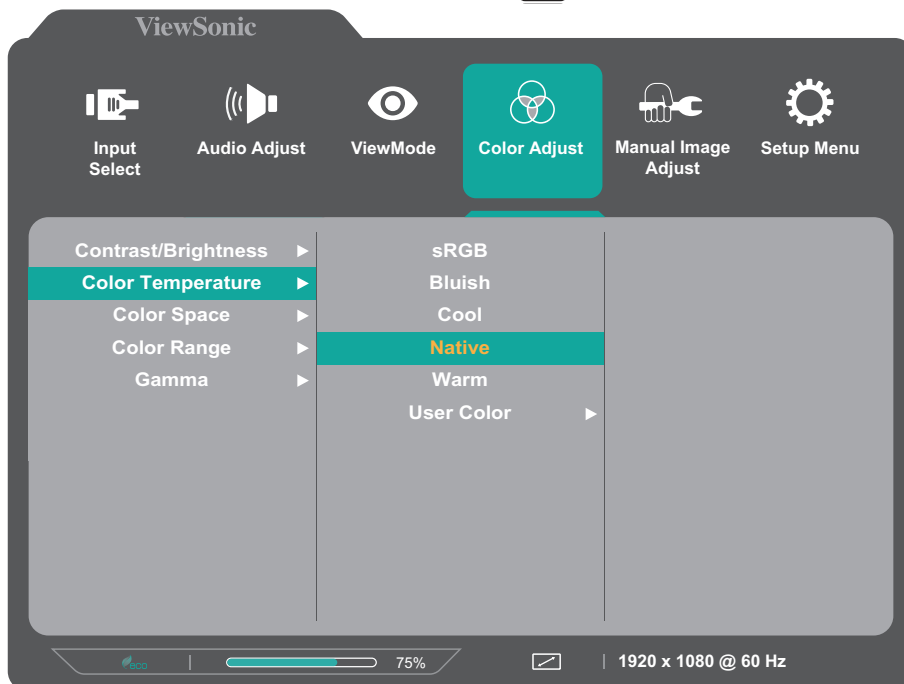 ViewSonic
Input Select
Audio Adjust
ViewMode
Color Adjust
Manual Image Adjust
Setup Menu
Contrast/Brightness
Color Temperature
Color Space
Color Range
Gamma
sRGB
Bluish
Cool
Native
Warm
User Color
eco
75%
1920 x 1080 @ 60 Hz